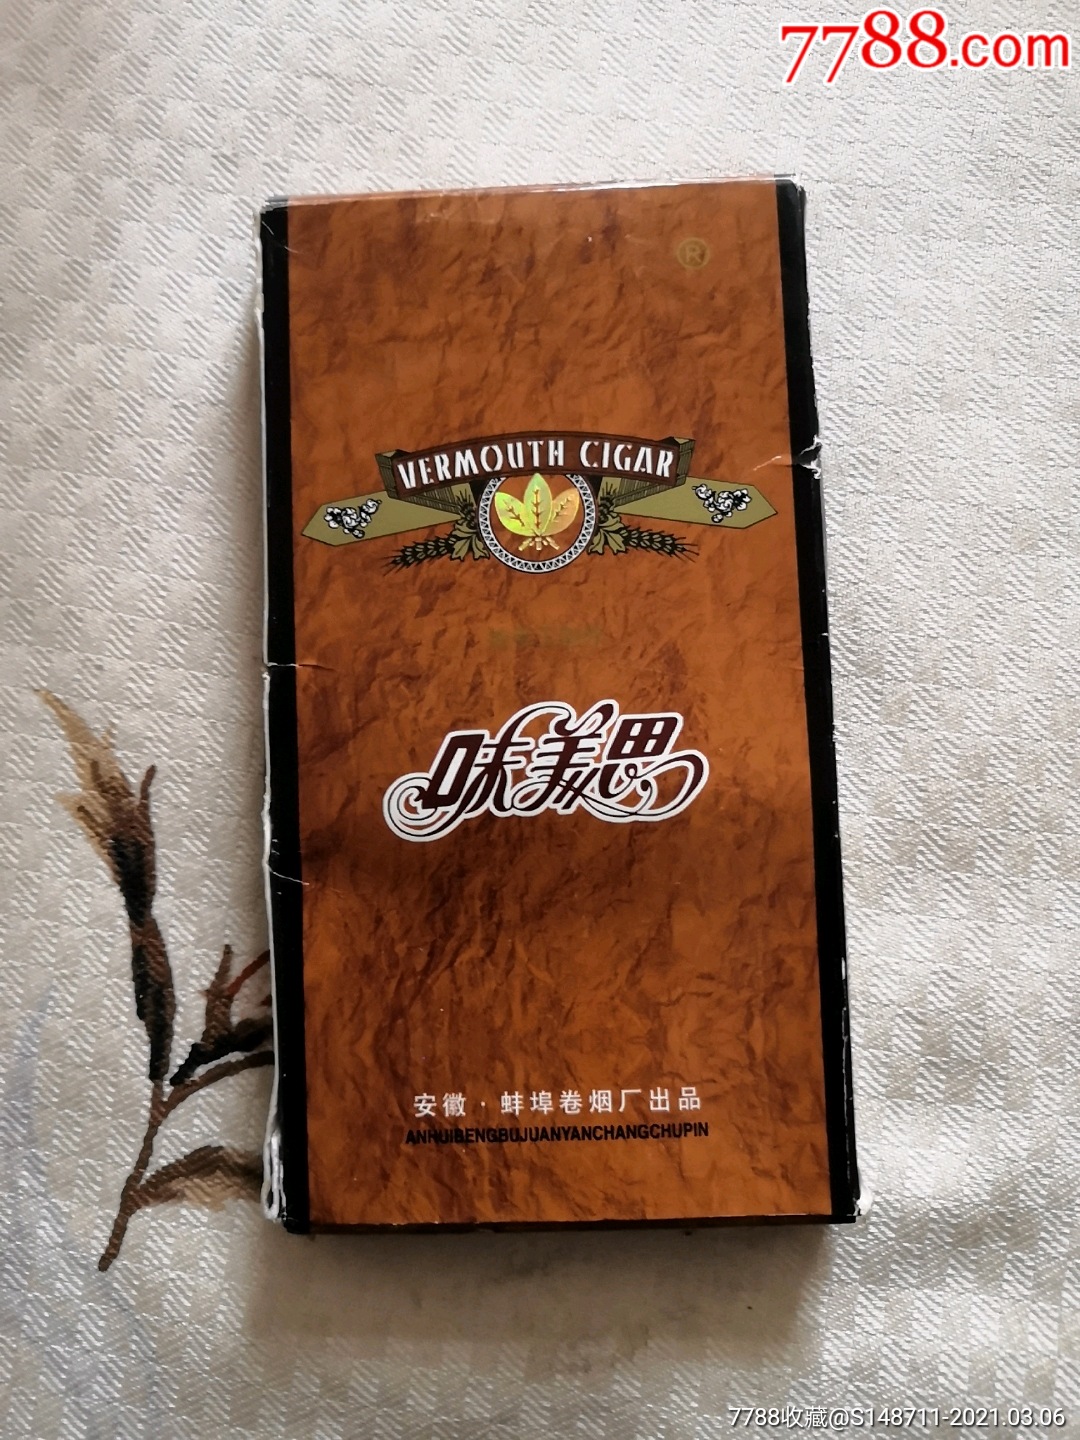 7788.com
®
VERMOUTH CIGAR
味美思
安徽·蚌埠卷烟厂出品
ANHUIBENGBUJUANYANCHANGCHUPIN
7788收藏@S148711-2021.03.06